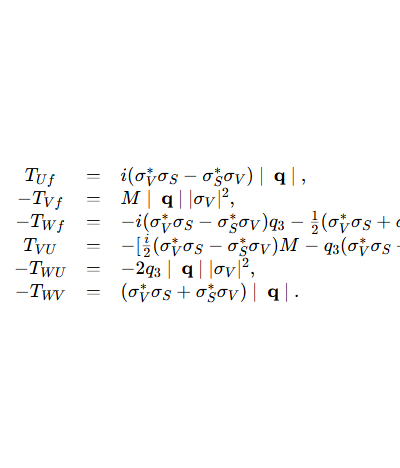 T_{Uf} = i(σ_V^*σ_S − σ_S^*σ_V) | q | ,
−T_{Vf} = M | q | |σ_V|^2,
−T_{Wf} = −i(σ_V^*σ_S − σ_S^*σ_V)q_3 − \frac{1}{2}(σ_V^*σ_S +
T_{VU} = −[\frac{i}{2}(σ_V^*σ_S − σ_S^*σ_V)M − q_3(σ_V^*σ_S
−T_{WU} = −2q_3 | q | |σ_V|^2,
−T_{WV} = (σ_V^*σ_S + σ_S^*σ_V) | q | .